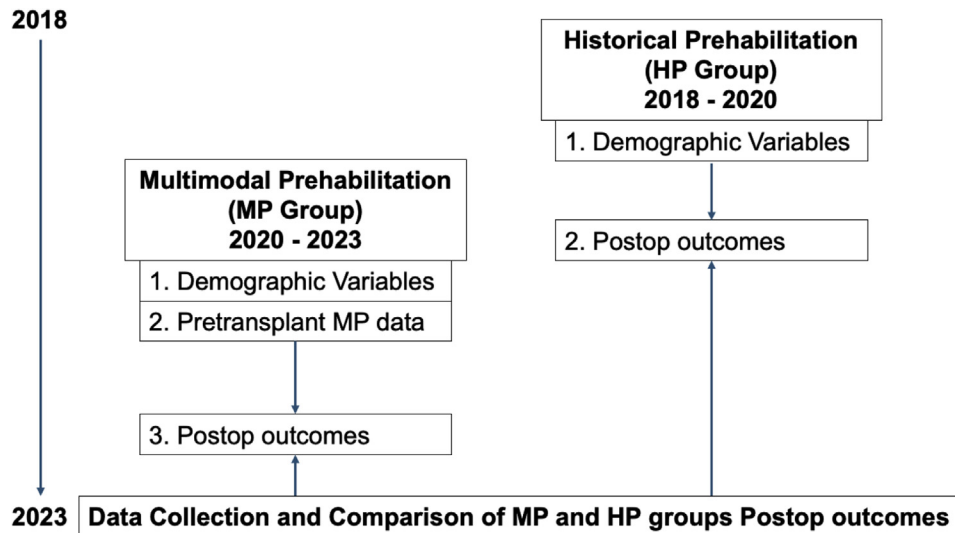 2018
Historical Prehabilitation
(HP Group)
2018 - 2020
1. Demographic Variables
2. Postop outcomes
Multimodal Prehabilitation
(MP Group)
2020 - 2023
1. Demographic Variables
2. Pretransplant MP data
3. Postop outcomes
2023 Data Collection and Comparison of MP and HP groups Postop outcomes